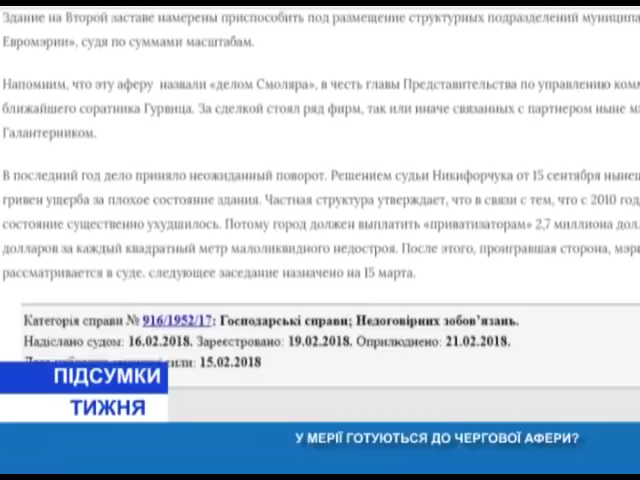 Здание на Второй заставе намерены приспособить под размещение структурных подразделений муниципа
Евромэрии», судя по суммами масштабам.
Напомним, что эту аферу назвали «делом Смоляра», в честь главы Представительства по управлению комм
ближайшего соратника Гурвица. За сделкой стоял ряд фирм, так или иначе связанных с партнером ныне мэ
Галантерником.
В последний год дело приняло неожиданный поворот. Решением судьи Никифорчука от 15 сентября нынеш
гривен ущерба за плохое состояние здания. Частная структура утверждает, что в связи с тем, что с 2010 год
состояние существенно ухудшилось. Потому город должен выплатить «приватизаторам» 2,7 миллиона дол
долларов за каждый квадратный метр малоликвидного недостроя. После этого, проигравшая сторона, мэри
рассматривается в суде. следующее заседание назначено на 15 марта.
Категорія справи № 916/1952/17: Господарські справи; Недоговірних зобов'язань.
Надіслано судом: 16.02.2018. Зареєстровано: 19.02.2018. Оприлюднено: 21.02.2018.
сили: 15.02.2018
ПІДСУМКИ
ТИЖНЯ
У МЕРІЇ ГОТУЮТЬСЯ ДО ЧЕРГОВОЇ АФЕРИ?